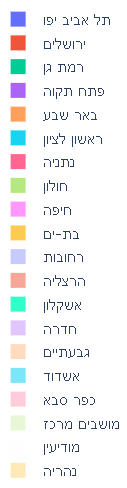 תל אביב יפו
ירושלים
רמת גן
פתח תקוה
באר שבע
ראשון לציון
נתניה
חולון
חיפה
בת-ים
רחובות
הרצליה
אשקלון
חדרה
גבעתיים
אשדוד
כפר סבא
מושבים מרכז
מודיעין
נהריה